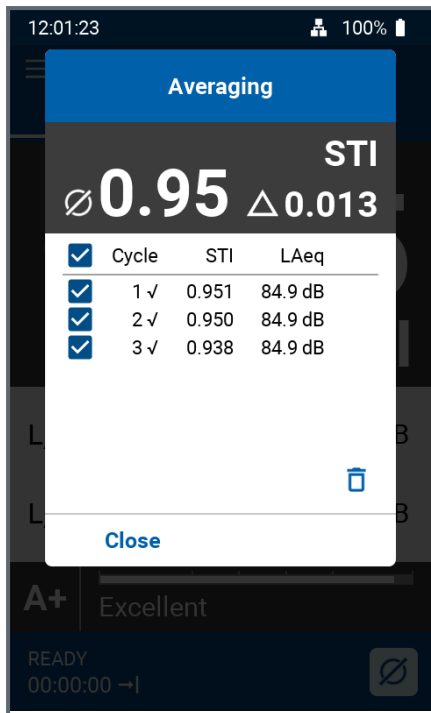 12:01:23 100%
Averaging
STI
⌀0.95 △0.013
Cycle STI LAeq
1 √ 0.951 84.9 dB
2 √ 0.950 84.9 dB
3 √ 0.938 84.9 dB
L B
L B
Close
A+ Excellent
READY
00:00:00 →|